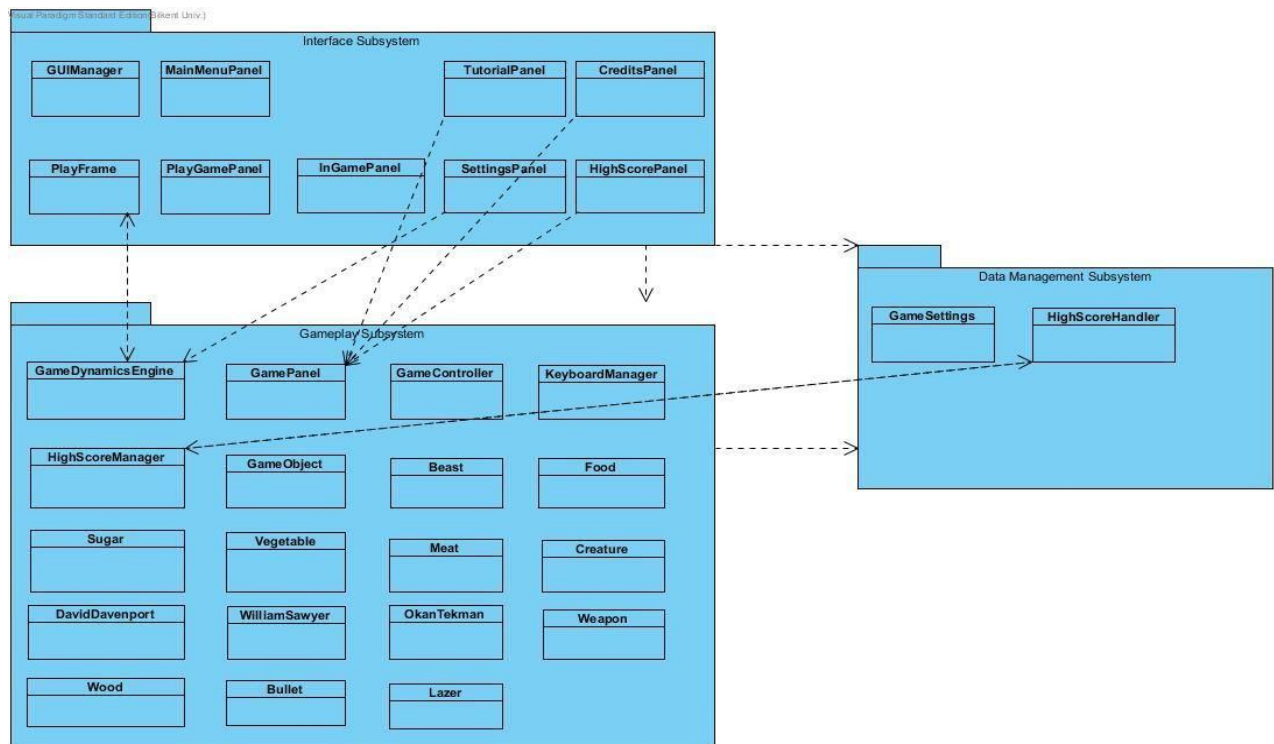 Visual Paradigm Standard Edition(Bilkent Univ.)
Interface Subsystem
GUIManager
MainMenuPanel
TutorialPanel
CreditsPanel
PlayFrame
PlayGamePanel
InGamePanel
SettingsPanel
HighScorePanel
Data Management Subsystem
GameSettings
HighScoreHandler
Gameplay Subsystem
GameDynamicsEngine
GamePanel
GameController
KeyboardManager
HighScoreManager
GameObject
Beast
Food
Sugar
Vegetable
Meat
Creature
DavidDavenport
WilliamSawyer
OkanTekman
Weapon
Wood
Bullet
Lazer